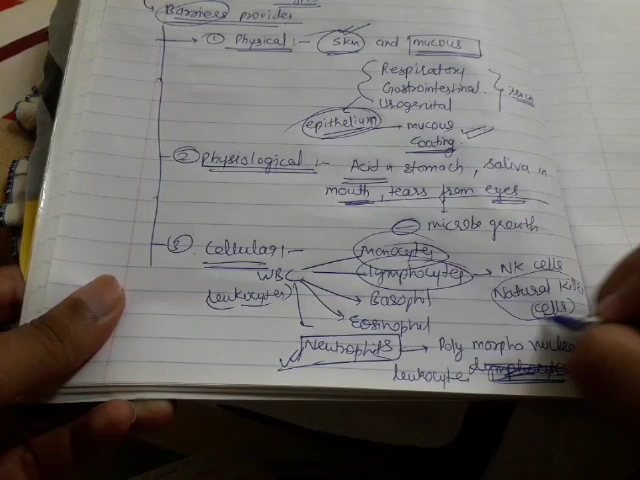 Barriers provider
① Physical :- Skin and mucous
Respiratory
Gastrointestinal
Urogenital
epithelium → mucous
coating
② Physiological :- Acid in stomach, saliva in
mouth, tears from eyes
microbe growth
③. Cellular :-
Monocytes
WBC
Lymphocytes → NK cells
(Leukocytes)
Natural Killer
(cells)
Basophil
Eosinophil
Neutrophils → Poly morpho nuclear
leukocyte